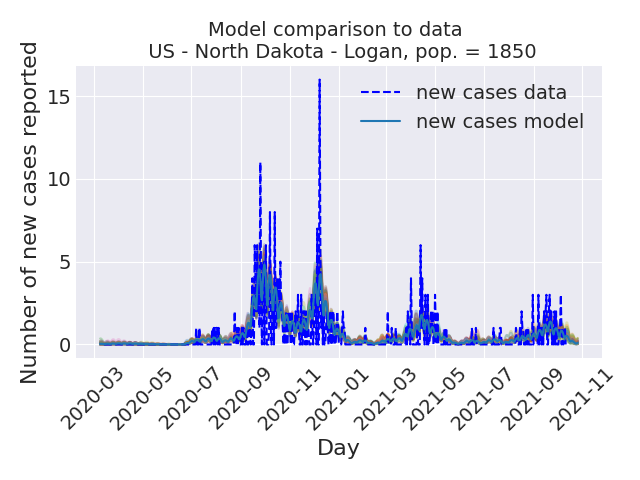 Model comparison to data
US - North Dakota - Logan, pop. = 1850
Number of new cases reported
15
10
5
0
new cases data
new cases model
2020-03
2020-05
2020-07
2020-09
2020-11
2021-01
2021-03
2021-05
2021-07
2021-09
2021-11
Day